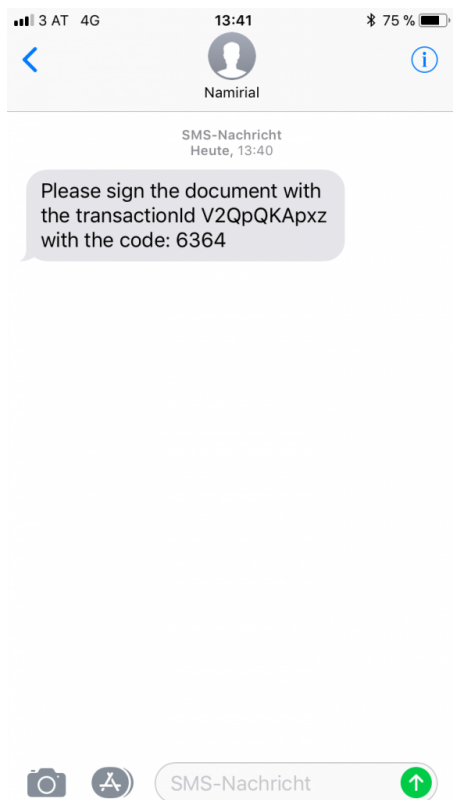 3 AT 4G 13:41 75 %
Namirial
SMS-Nachricht
Heute, 13:40
Please sign the document with
the transactionId V2QpQKApxz
with the code: 6364
SMS-Nachricht